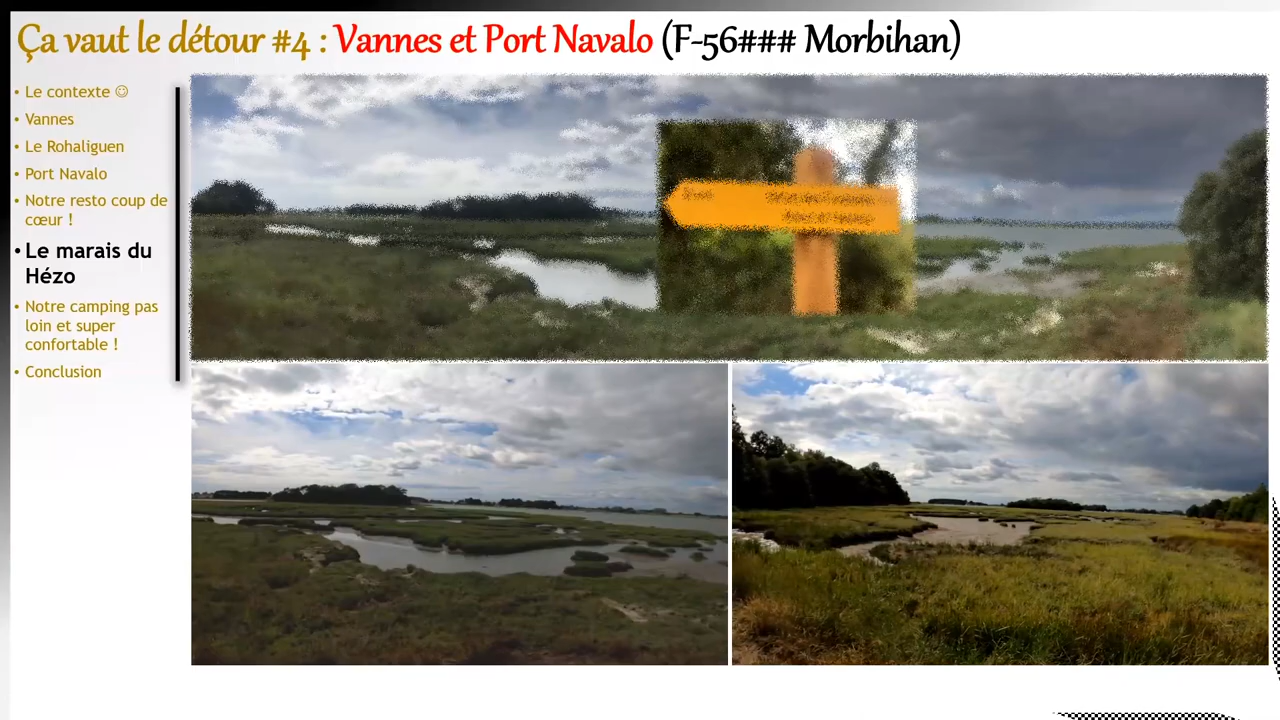 Ça vaut le détour #4 : Vannes et Port Navalo (F-56### Morbihan)
• Le contexte ☺
• Vannes
• Le Rohaliguen
• Port Navalo
• Notre resto coup de
cœur !
• Le marais du
Hézo
• Notre camping pas
loin et super
confortable !
• Conclusion